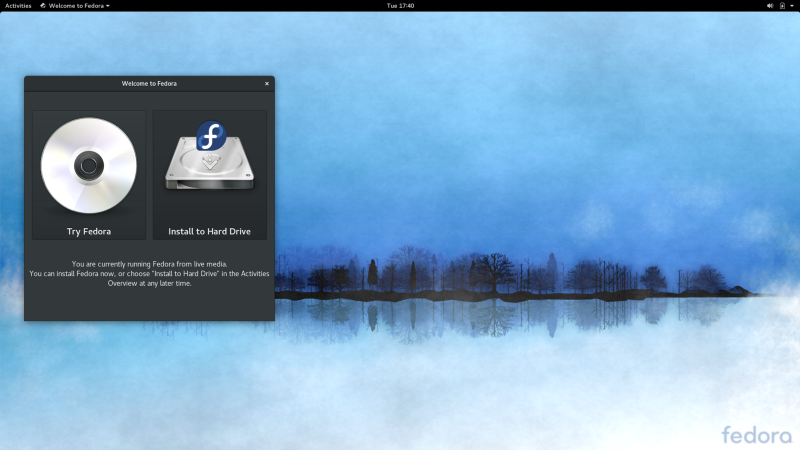 Activities
Welcome to Fedora
Tue 17:40
Welcome to Fedora
Try Fedora
Install to Hard Drive
You are currently running Fedora from live media.
You can install Fedora now, or choose "Install to Hard Drive" in the Activities
Overview at any later time.
fedora